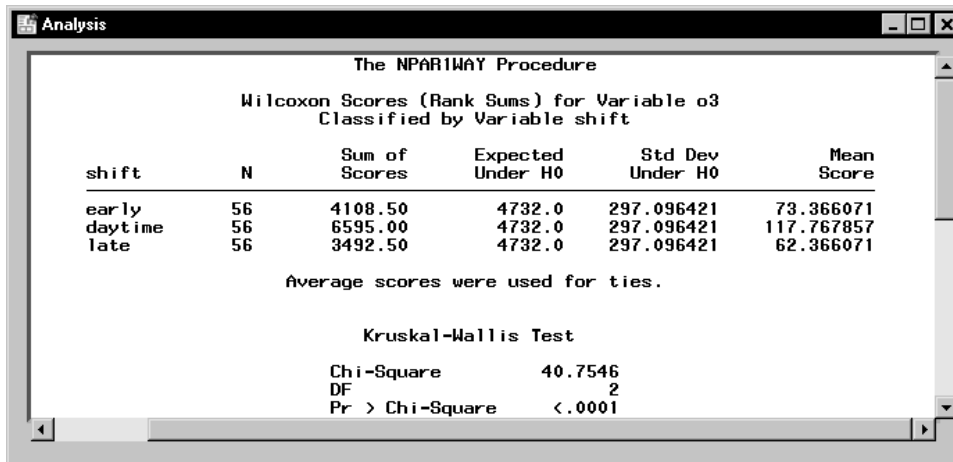 Analysis
The NPAR1WAY Procedure
Wilcoxon Scores (Rank Sums) for Variable o3
Classified by Variable shift
Sum of Expected Std Dev Mean
shift N Scores Under H0 Under H0 Score
early 56 4108.50 4732.0 297.096421 73.366071
daytime 56 6595.00 4732.0 297.096421 117.767857
late 56 3492.50 4732.0 297.096421 62.366071
Average scores were used for ties.
Kruskal-Wallis Test
Chi-Square 40.7546
DF 2
Pr > Chi-Square <.0001